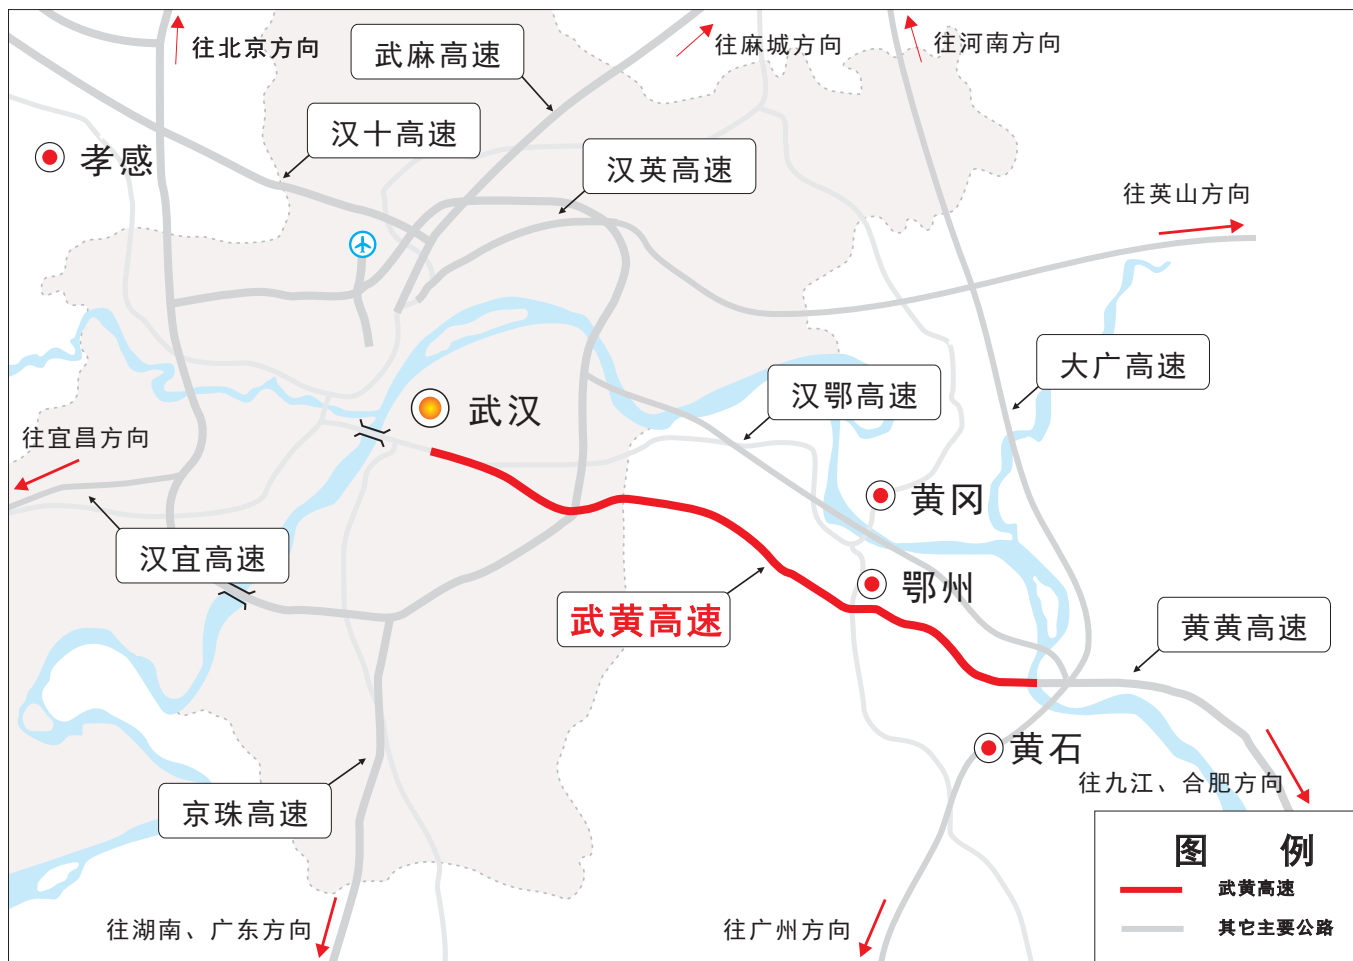 往北京方向
武麻高速
往麻城方向
往河南方向
汉十高速
孝感
汉英高速
往英山方向
大广高速
汉鄂高速
武汉
往宜昌方向
黄冈
汉宜高速
鄂州
武黄高速
黄黄高速
黄石
往九江、合肥方向
京珠高速
图 例
武黄高速
其它主要公路
往湖南、广东方向
往广州方向